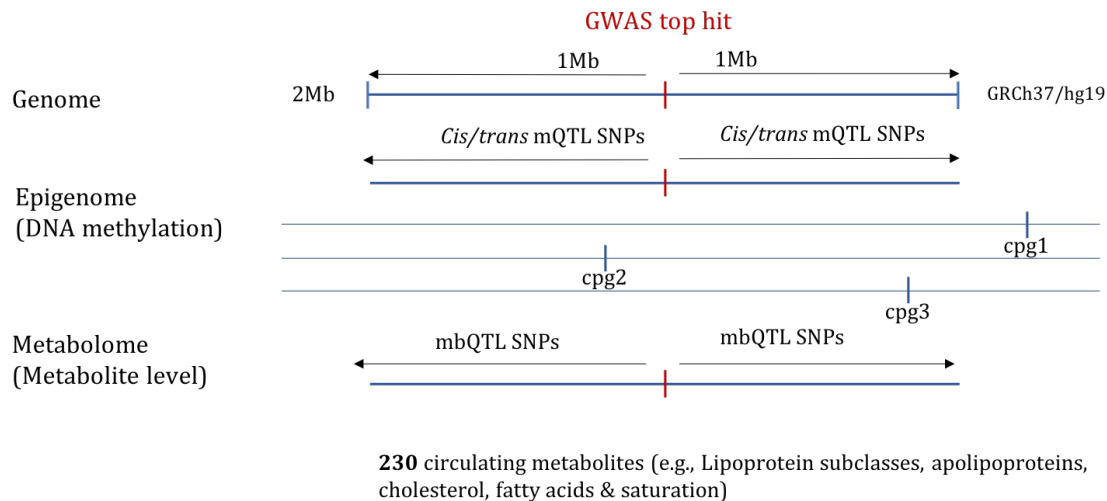 GWAS top hit
1Mb 1Mb
Genome 2Mb GRCh37/hg19
Cis/trans mQTL SNPs Cis/trans mQTL SNPs
Epigenome
(DNA methylation)
cpg1
cpg2
cpg3
Metabolome mbQTL SNPs mbQTL SNPs
(Metabolite level)
230 circulating metabolites (e.g., Lipoprotein subclasses, apolipoproteins,
cholesterol, fatty acids & saturation)